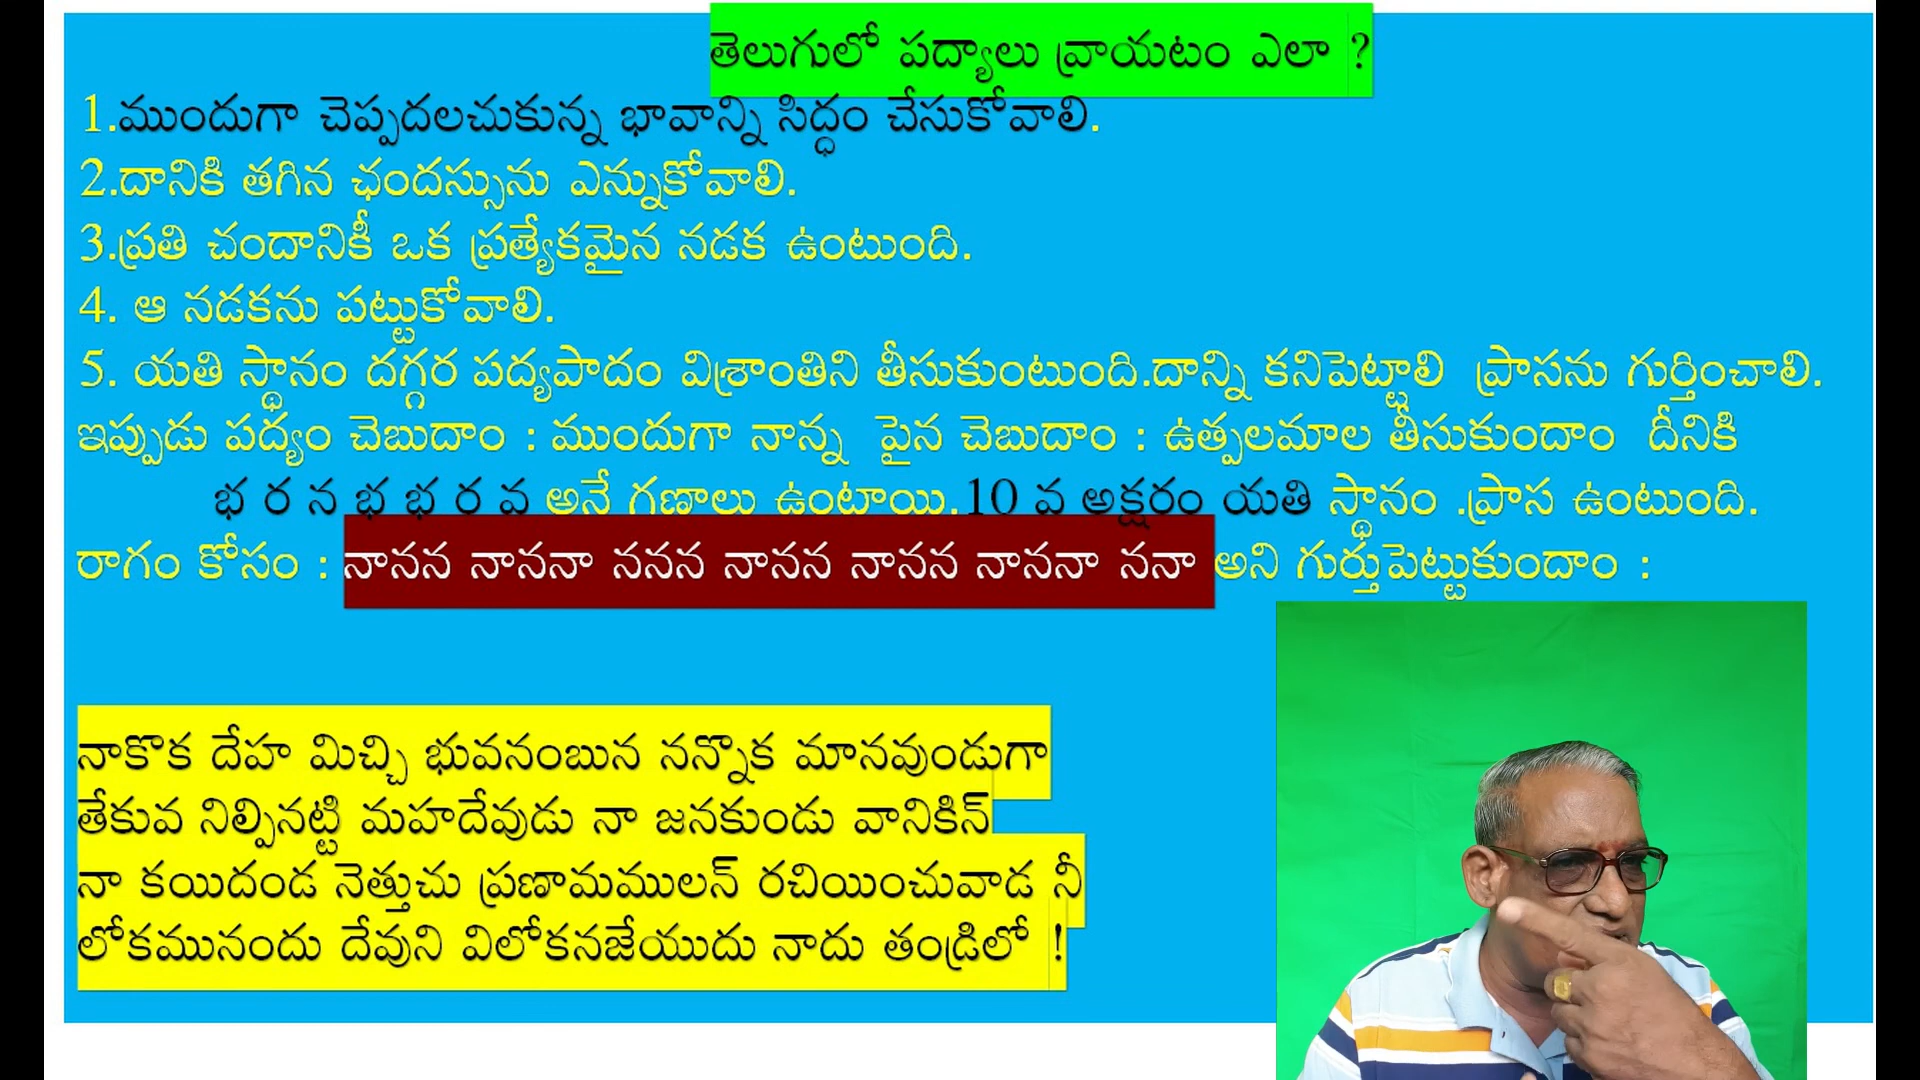 తెలుగులో పద్యాలు వ్రాయటం ఎలా ?
1.ముందుగా చెప్పదలచుకున్న భావాన్ని సిద్ధం చేసుకోవాలి.
2.దానికి తగిన ఛందస్సును ఎన్నుకోవాలి.
3.ప్రతి చందానికీ ఒక ప్రత్యేకమైన నడక ఉంటుంది.
4. ఆ నడకను పట్టుకోవాలి.
5. యతి స్థానం దగ్గర పద్యపాదం విశ్రాంతిని తీసుకుంటుంది.దాన్ని కనిపెట్టాలి ప్రాసను గుర్తించాలి.
ఇప్పుడు పద్యం చెబుదాం : ముందుగా నాన్న పైన చెబుదాం : ఉత్పలమాల తీసుకుందాం దీనికి
భ ర న భ భ ర వ అనే గణాలు ఉంటాయి.10 వ అక్షరం యతి స్థానం .ప్రాస ఉంటుంది.
రాగం కోసం : నానన నాననా ననన నానన నానన నాననా ననా అని గుర్తుపెట్టుకుందాం :
నాకొక దేహ మిచ్చి భువనంబున నన్నొక మానవుండుగా
తేకువ నిల్పినట్టి మహదేవుడు నా జనకుండు వానికిన్
నా కయిదండ నెత్తుచు ప్రణామములన్ రచియించువాడ నీ
లోకమునందు దేవుని విలోకనజేయుదు నాదు తండ్రిలో !